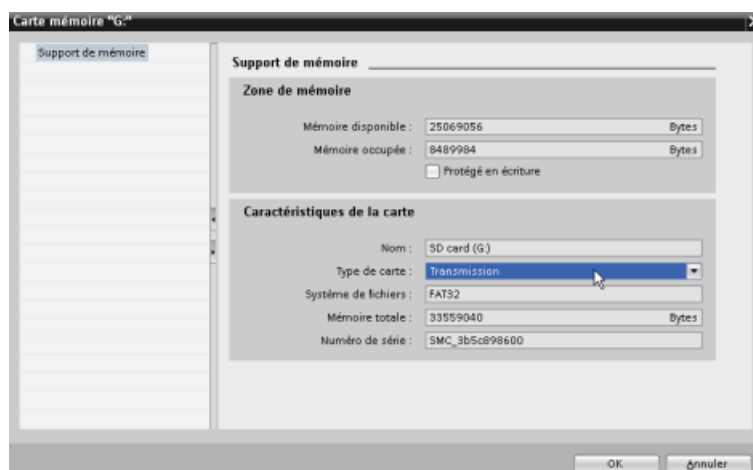 Carte mémoire "G:"
Support de mémoire
Support de mémoire
Zone de mémoire
Mémoire disponible : 25069056 Bytes
Mémoire occupée : 8489984 Bytes
Protégé en écriture
Caractéristiques de la carte
Nom : SD card (G:)
Type de carte : Transmission
Système de fichiers : FAT32
Mémoire totale : 33559040 Bytes
Numéro de série : SMC_3b5c898600
OK Annuler